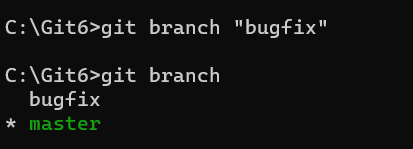 C:\Git6>git branch "bugfix"
C:\Git6>git branch
  bugfix
* master